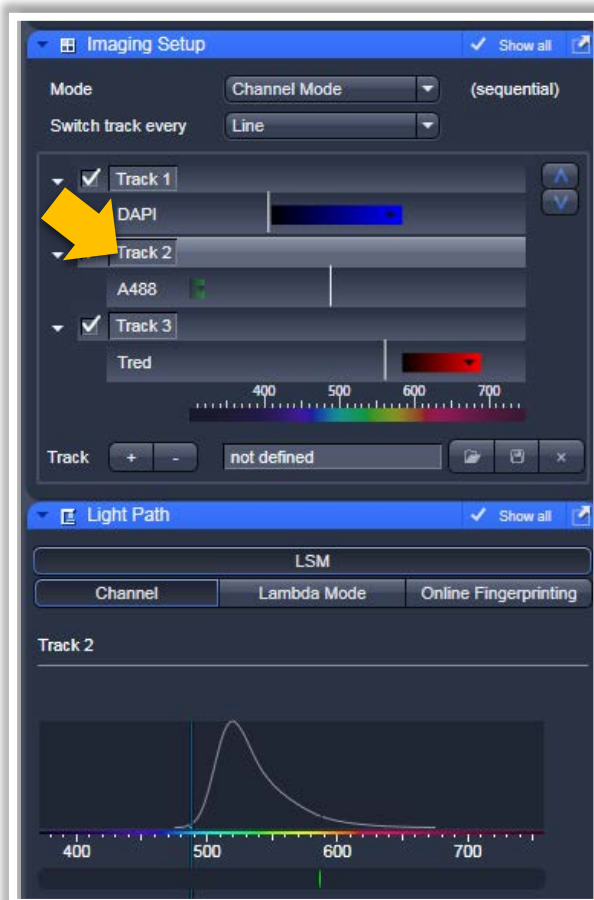 Imaging Setup Show all
Mode Channel Mode (sequential)
Switch track every Line
Track 1
DAPI
Track 2
A488
Track 3
Tred
400 500 600 700
Track + - not defined
Light Path Show all
LSM
Channel Lambda Mode Online Fingerprinting
Track 2
400 500 600 700